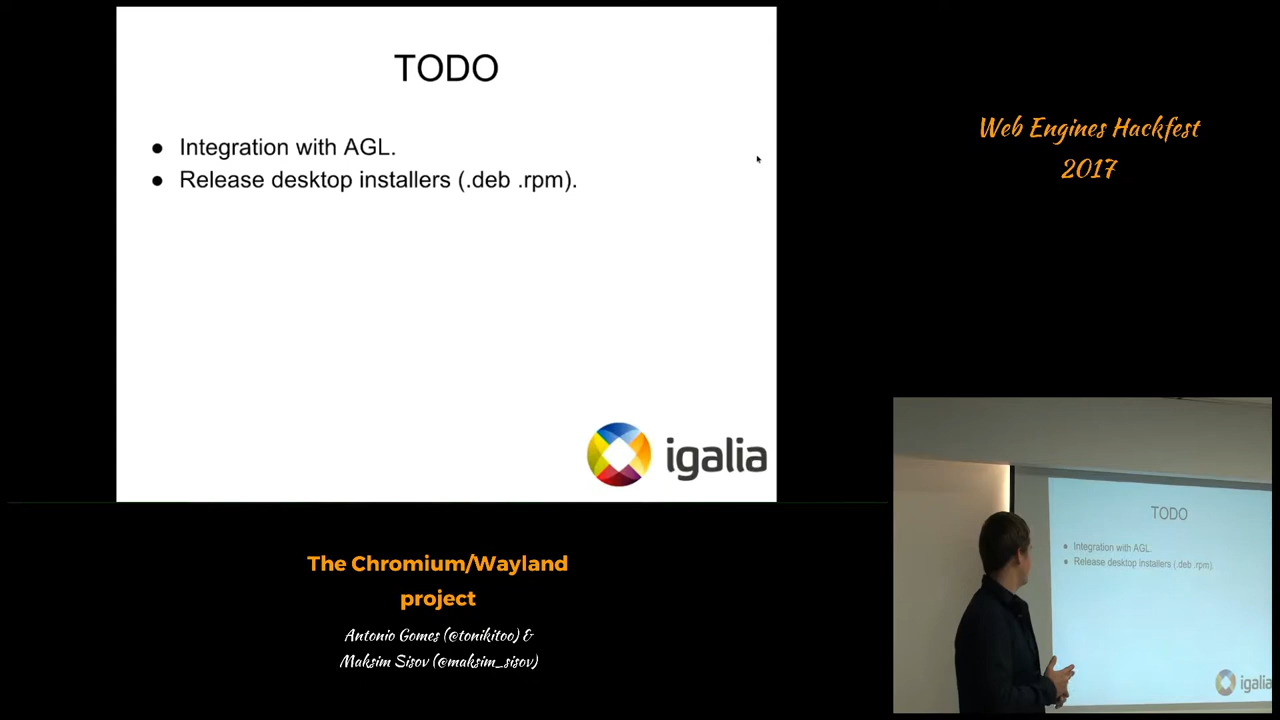 TODO
● Integration with AGL.
● Release desktop installers (.deb .rpm).
igalia
Web Engines Hackfest
2017
The Chromium/Wayland
project
Antonio Gomes (@tonikitoo) &
Maksim Sisov (@maksim_sisov)
TODO
● Integration with AGL.
● Release desktop installers (.deb .rpm).
igalia